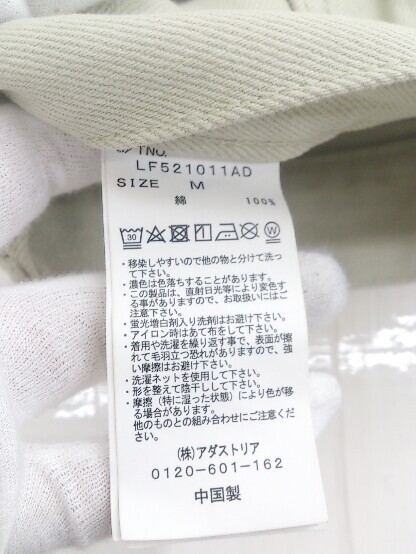 TNO.
LF521011AD
SIZE M
綿 100%
30
W
・移染しやすいので他の物と分けて洗っ
て下さい。
・濃色は色落ちすることがあります。
・この製品は、直射日光等により変色す
る事がありますので、お取扱いにはご
注意下さい。
・蛍光増白剤入り洗剤はお避け下さい。
・アイロン時はあて布をして下さい。
・着用や洗濯を繰り返す事で、表面が擦
れて毛羽立つ恐れがありますので、強
い摩擦はお避け下さい。
・洗濯ネットを使用して下さい。
・形を整えて陰干しして下さい。
・摩擦（特に湿った状態）により色が移
る場合があります。
他のものとの組み合わせにご注意くだ
さい。
(株)アダストリア
0120-601-162
中国製